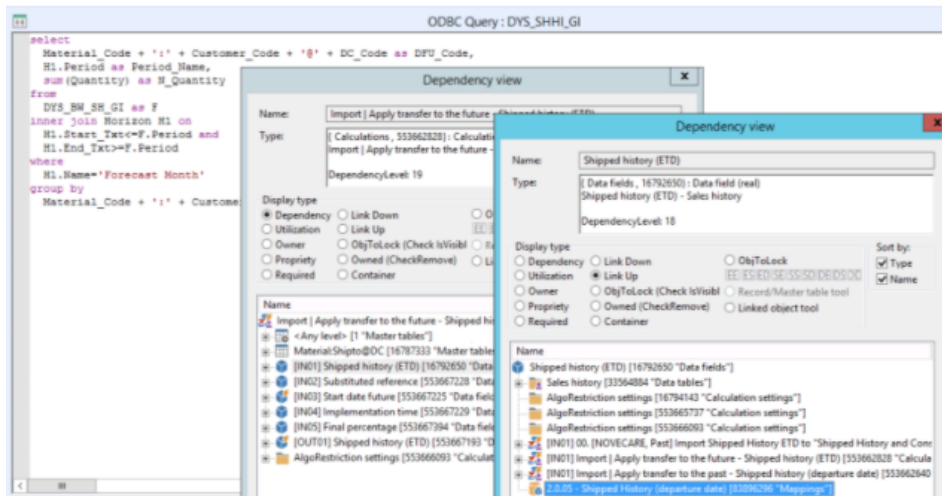 ODBC Query : DYS_SHHI_GI
select
Material_Code + ':' + Customer_Code + '@' + DC_Code as DFU_Code,
H1.Period as Period_Name,
sum(Quantity) as N_Quantity
from
DYS_BW_SH_GI as F
inner join Horizon H1 on
H1.Start_Txt<=F.Period and
H1.End_Txt>=F.Period
where
H1.Name='Forecast Month'
group by
Material_Code + ':' + Custome
Dependency view
x
Name:
Import | Apply transfer to the future - Shipped history (ETD)
Type:
{ Calculations , 553662828} : Calculati
Import | Apply transfer to the future -
DependencyLevel: 19
Display type
Dependency
Link Down
O
Utilization
Link Up
Owner
ObjToLock (Check IsVisibl
Propriety
Owned (CheckRemove)
Required
Container
Name
Import | Apply transfer to the future - Shipped his
<Any level> [1 "Master tables"]
Material:Shipto@DC [16787333 "Master tables
[IN01] Shipped history (ETD) [16792650 "Data
[IN02] Substituted reference [553667228 "Data
[IN03] Start date future [553667225 "Data field
[IN04] Implementation time [553667229 "Data
[IN05] Final percentage [553667394 "Data field
[OUT01] Shipped history (ETD) [553667193 "D
AlgoRestriction settings [553666093 "Calculat
Dependency view
x
Name:
Shipped history (ETD)
Type:
{ Data fields , 16792650} : Data field (real)
Shipped history (ETD) - Sales history
DependencyLevel: 18
Display type
Sort by:
Dependency
Link Down
ObjToLock
Type
Utilization
Link Up
Name
Owner
ObjToLock (Check IsVisibl
Record/Master table tool
Propriety
Owned (CheckRemove)
Linked object tool
Required
Container
Name
Shipped history (ETD) [16792650 "Data fields"]
Sales history [33564884 "Data tables"]
AlgoRestriction settings [16794143 "Calculation settings"]
AlgoRestriction settings [553665737 "Calculation settings"]
AlgoRestriction settings [553666093 "Calculation settings"]
[IN01] 00. [NOVECARE, Past] Import Shipped History ETD to "Shipped History and Cons
[IN01] Import | Apply transfer to the future - Shipped history (ETD) [553662828 "Calcula
[IN01] Import | Apply transfer to the past - Shipped history (departure date) [553662640
2.0.05 - Shipped History (departure date) [83896296 "Mappings"]